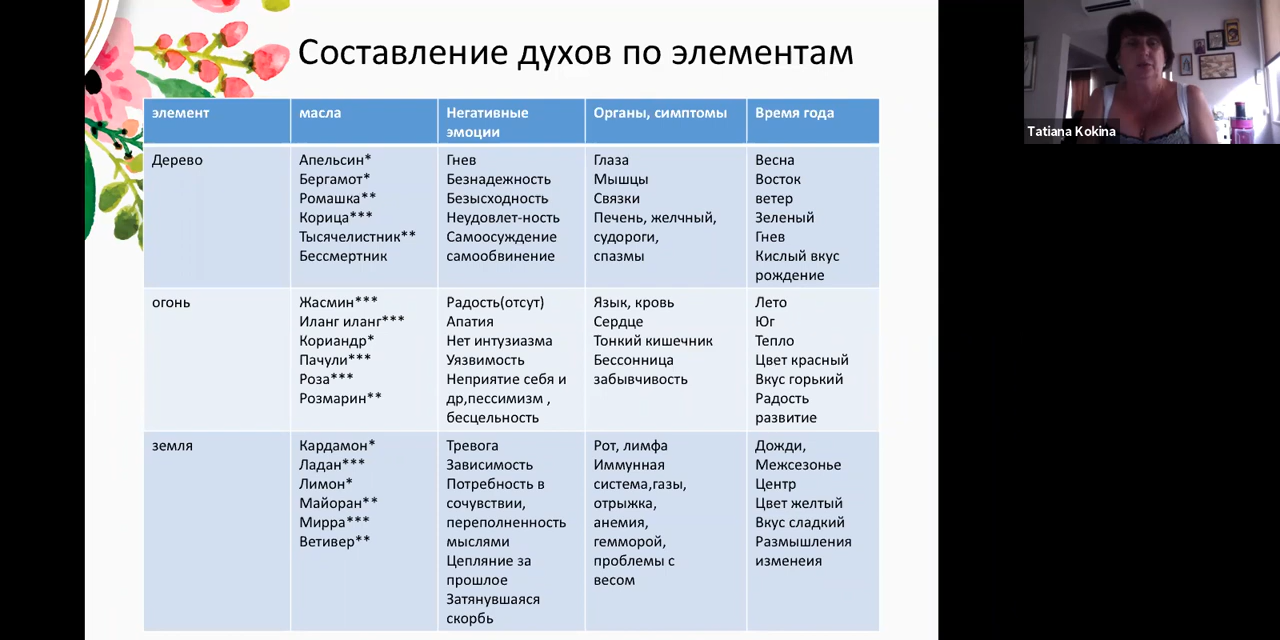 Составление духов по элементам
элемент
масла
Негативные
эмоции
Органы, симптомы
Время года
Дерево
Апельсин*
Бергамот*
Ромашка**
Корица***
Тысячелистник**
Бессмертник
Гнев
Безнадежность
Безысходность
Неудовлет-ность
Самоосуждение
самообвинение
Глаза
Мышцы
Связки
Печень, желчный,
судороги,
спазмы
Весна
Восток
ветер
Зеленый
Гнев
Кислый вкус
рождение
огонь
Жасмин***
Иланг иланг***
Кориандр*
Пачули***
Роза***
Розмарин**
Радость(отсут)
Апатия
Нет интузиазма
Уязвимость
Неприятие себя и
др,пессимизм ,
бесцельность
Язык, кровь
Сердце
Тонкий кишечник
Бессонница
забывчивость
Лето
Юг
Тепло
Цвет красный
Вкус горький
Радость
развитие
земля
Кардамон*
Ладан***
Лимон*
Майоран**
Мирра***
Ветивер**
Тревога
Зависимость
Потребность в
сочувствии,
переполненность
мыслями
Цепляние за
прошлое
Затянувшаяся
скорбь
Рот, лимфа
Иммунная
система,газы,
отрыжка,
анемия,
гемморой,
проблемы с
весом
Дожди,
Межсезонье
Центр
Цвет желтый
Вкус сладкий
Размышления
изменеия
Tatiana Kokina